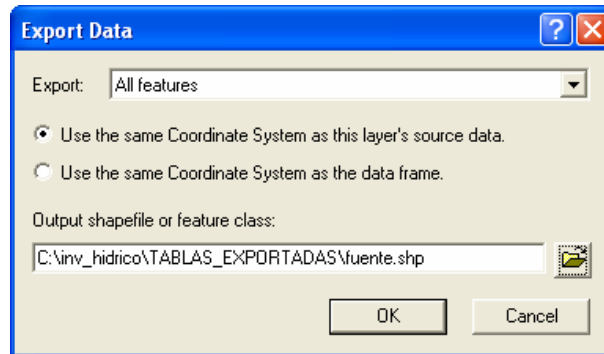 Export Data
Export: All features
Use the same Coordinate System as this layer's source data.
Use the same Coordinate System as the data frame.
Output shapefile or feature class:
C:\inv_hidrico\TABLAS_EXPORTADAS\fuente.shp
OK Cancel